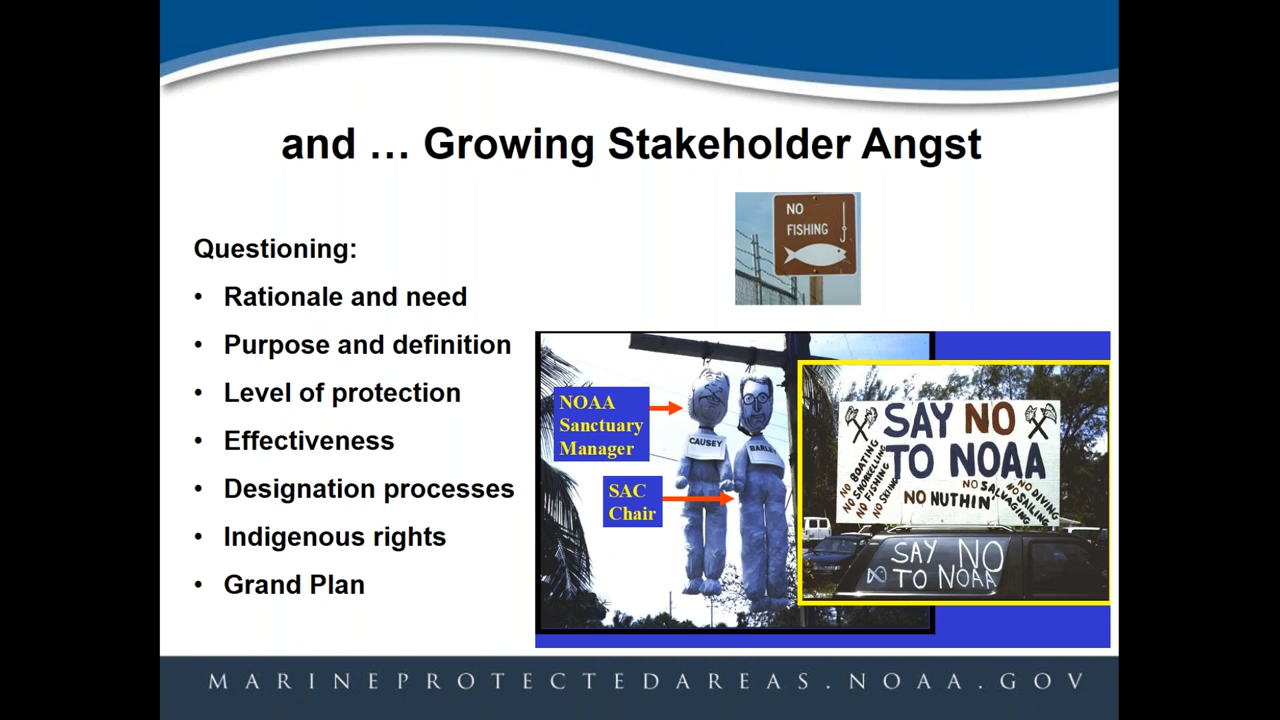 and … Growing Stakeholder Angst
Questioning:
• Rationale and need
• Purpose and definition
• Level of protection
• Effectiveness
• Designation processes
• Indigenous rights
• Grand Plan
NO
FISHING
NOAA
Sanctuary
Manager
SAC
Chair
CAUSEY
SAY NO
TO NOAA
NO BOATING
NO SNORKELLING
NO FISHING
NO SKIING
NO NUTHIN'
NO SALVAGING
NO SAILING
NO DIVING
SAY NO
TO NOAA
MARINEPROTECTEDAREAS.NOAA.GOV